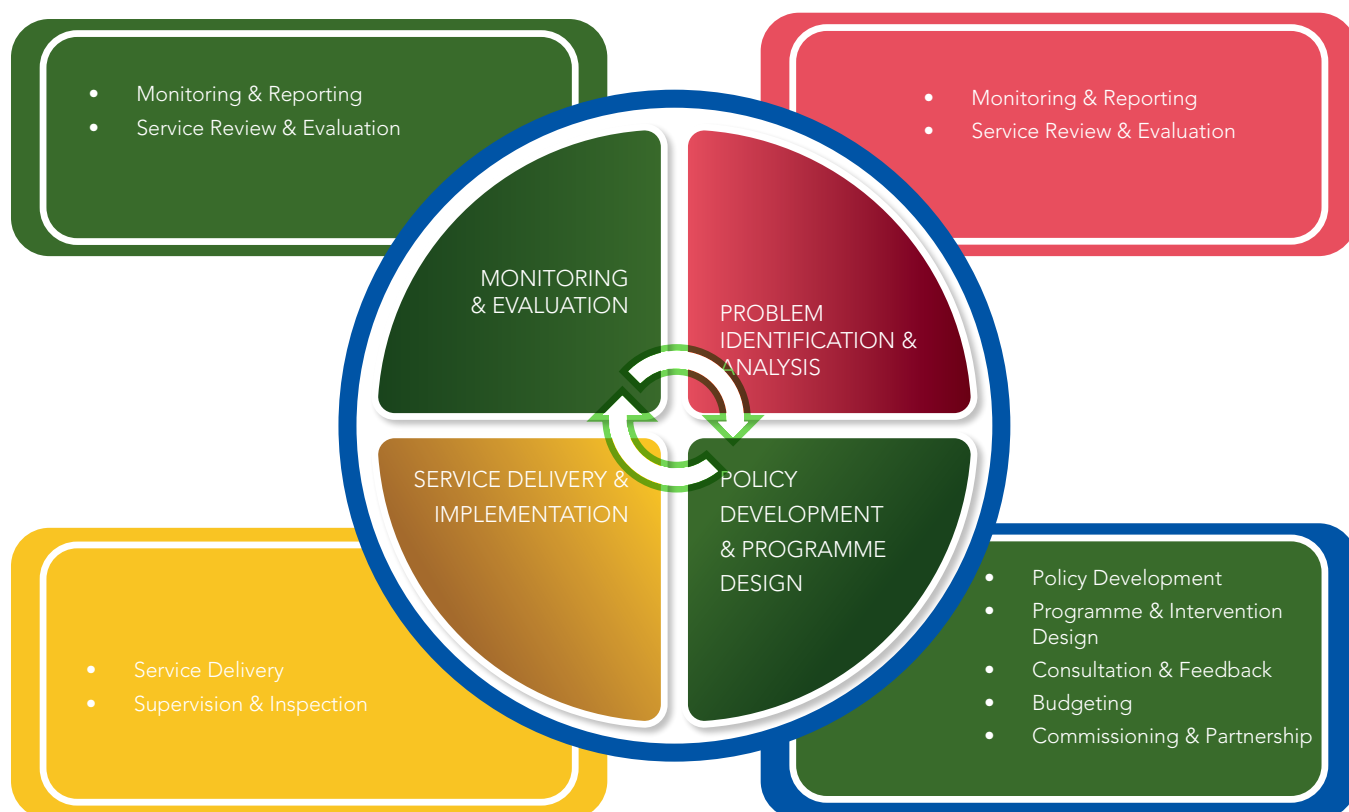 • Monitoring & Reporting
• Service Review & Evaluation
• Monitoring & Reporting
• Service Review & Evaluation
MONITORING
& EVALUATION
PROBLEM
IDENTIFICATION &
ANALYSIS
SERVICE DELIVERY &
IMPLEMENTATION
POLICY
DEVELOPMENT
& PROGRAMME
DESIGN
• Service Delivery
• Supervision & Inspection
• Policy Development
• Programme & Intervention
Design
• Consultation & Feedback
• Budgeting
• Commissioning & Partnership